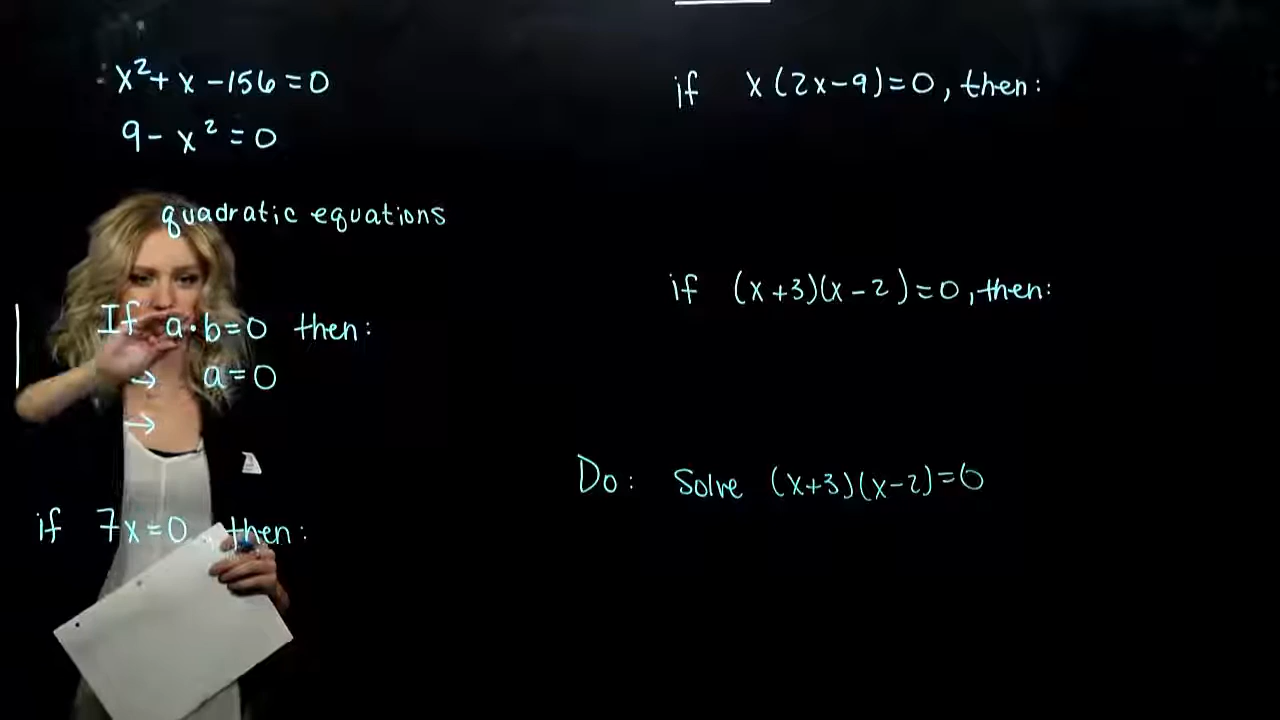 x²+ x -156 = 0
9 - x² = 0
quadratic equations
If a·b=0 then:
→ a=0
→
if 7x=0, then:
if x(2x-9)=0, then:
if (x+3)(x-2)=0, then:
Do: Solve (x+3)(x-2)=6